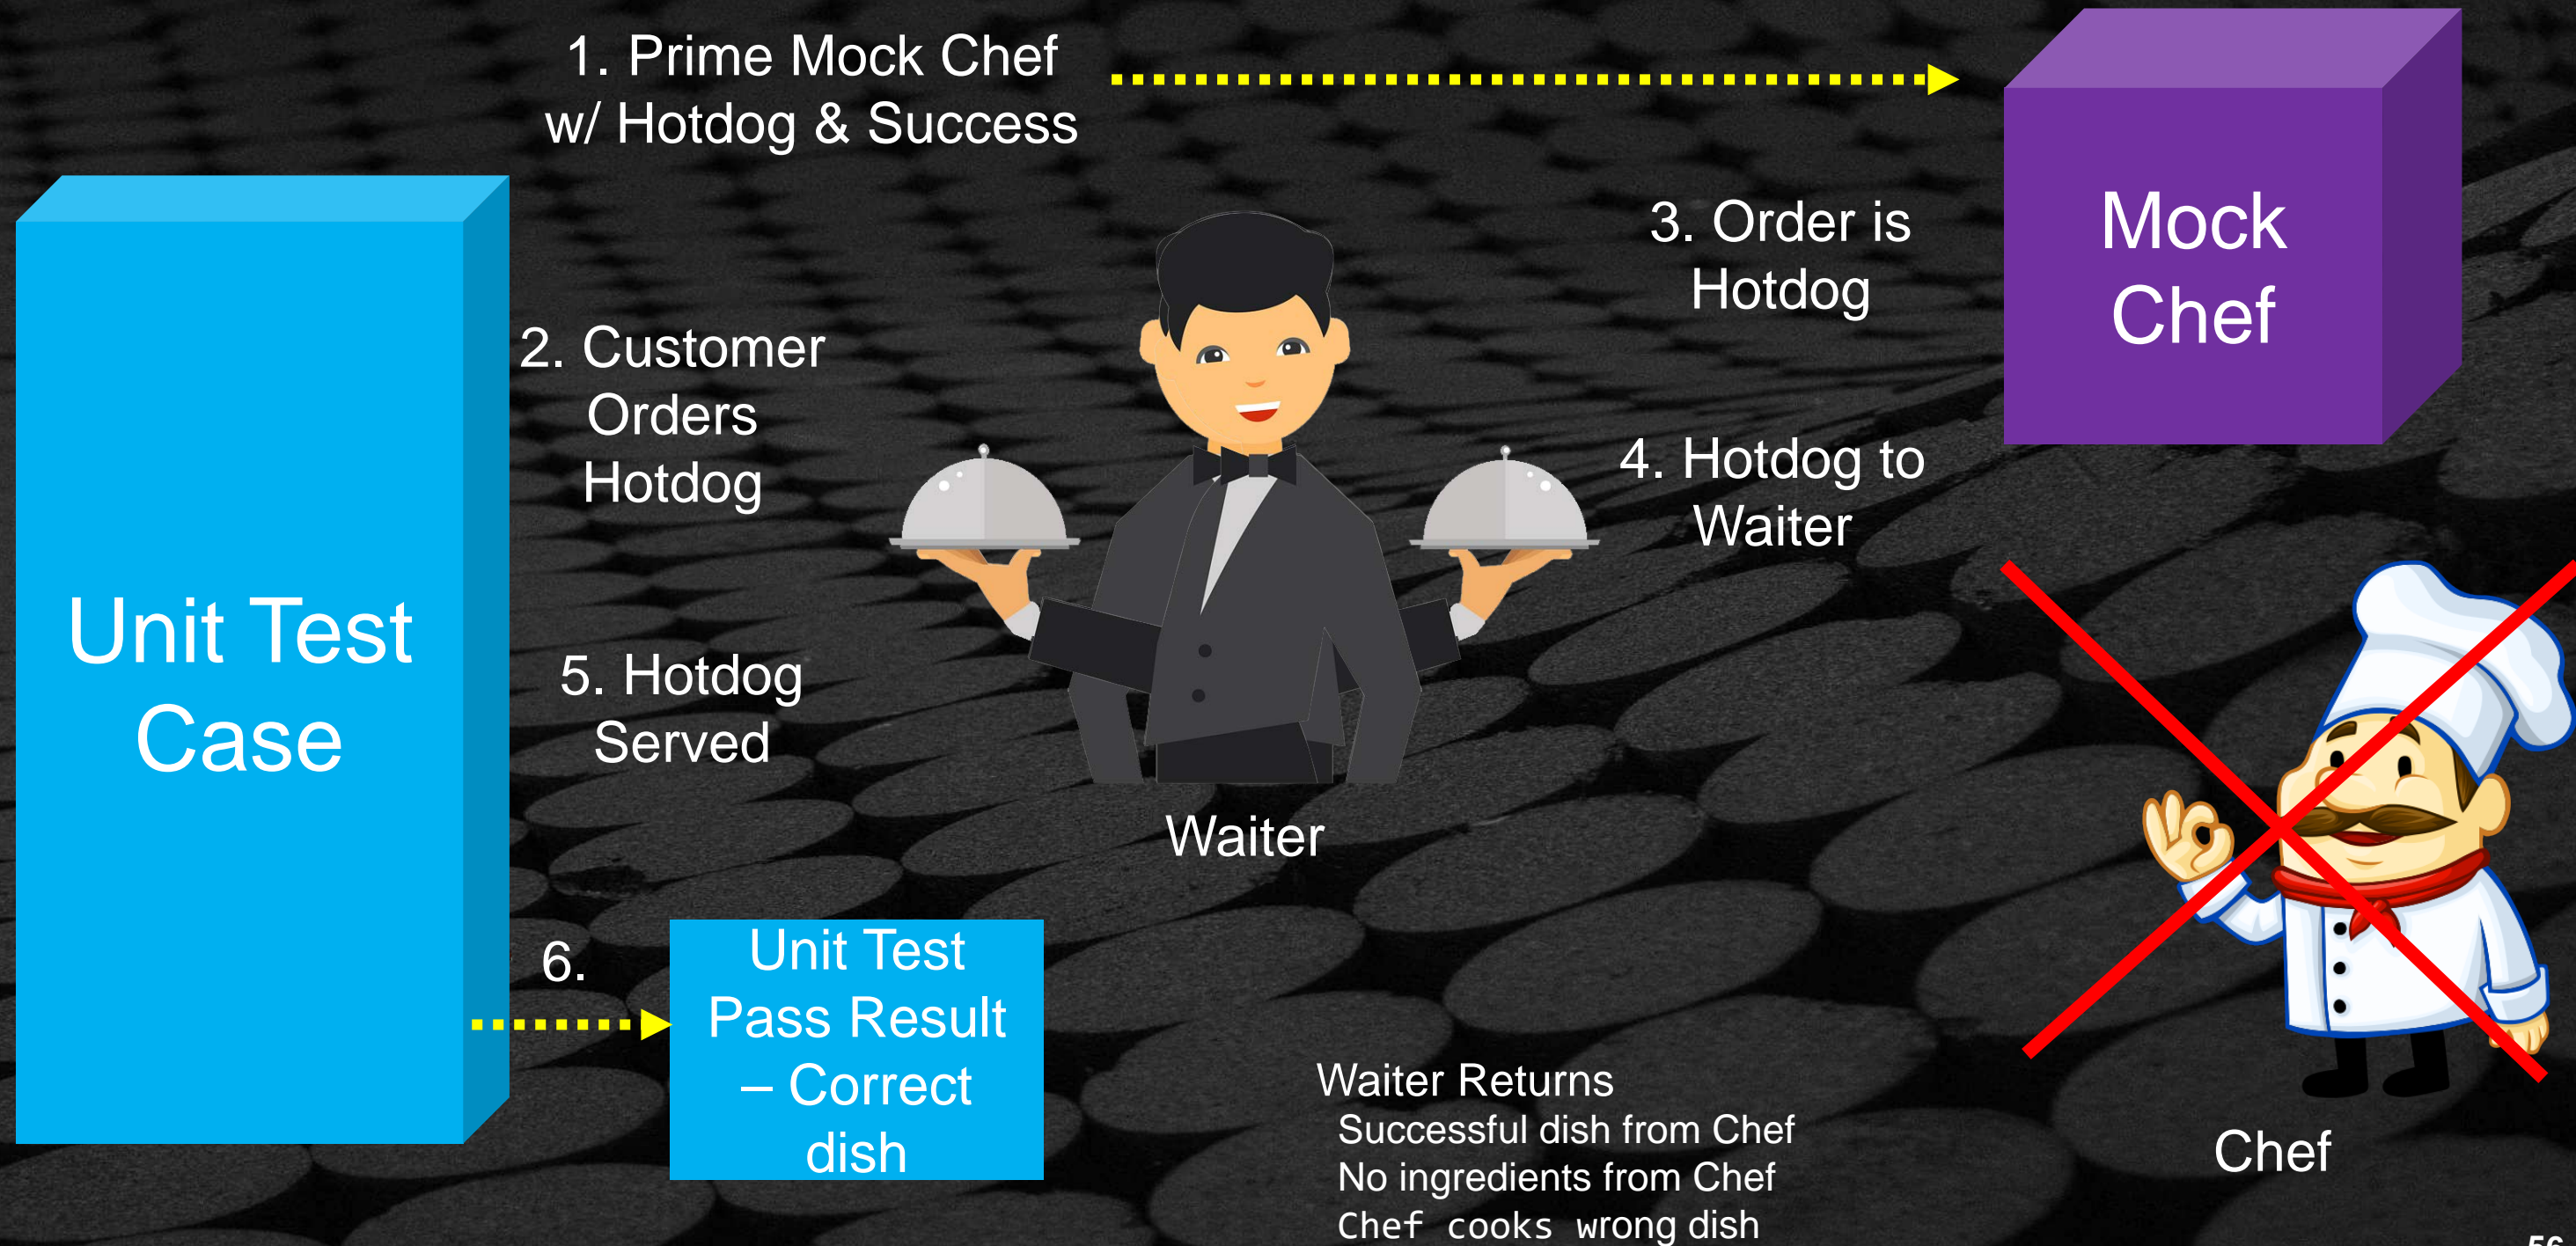 1. Prime Mock Chef
w/ Hotdog & Success
Mock
Chef
3. Order is
Hotdog
2. Customer
Orders
Hotdog
4. Hotdog to
Waiter
Unit Test
Case
5. Hotdog
Served
Waiter
6.
Unit Test
Pass Result
– Correct
dish
Waiter Returns
Successful dish from Chef
No ingredients from Chef
Chef cooks wrong dish
Chef
56